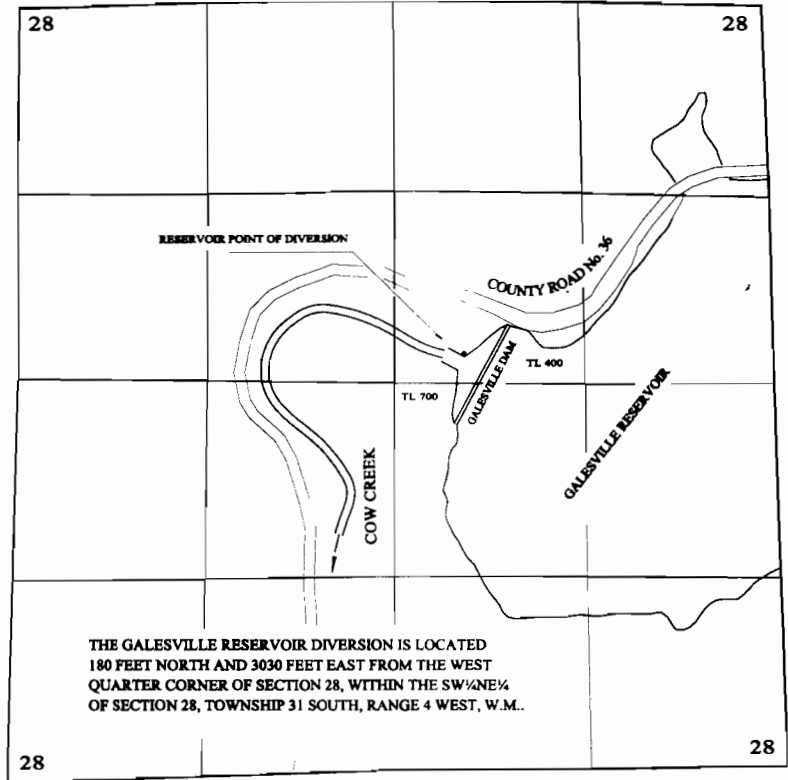 28
28
RESERVOIR POINT OF DIVERSION
COUNTY ROAD No. 36
TL 400
GALESVILLE DAM
TL 700
GALESVILLE RESERVOIR
COW CREEK
THE GALESVILLE RESERVOIR DIVERSION IS LOCATED
180 FEET NORTH AND 3030 FEET EAST FROM THE WEST
QUARTER CORNER OF SECTION 28, WITHIN THE SW¼NE¼
OF SECTION 28, TOWNSHIP 31 SOUTH, RANGE 4 WEST, W.M..
28
28